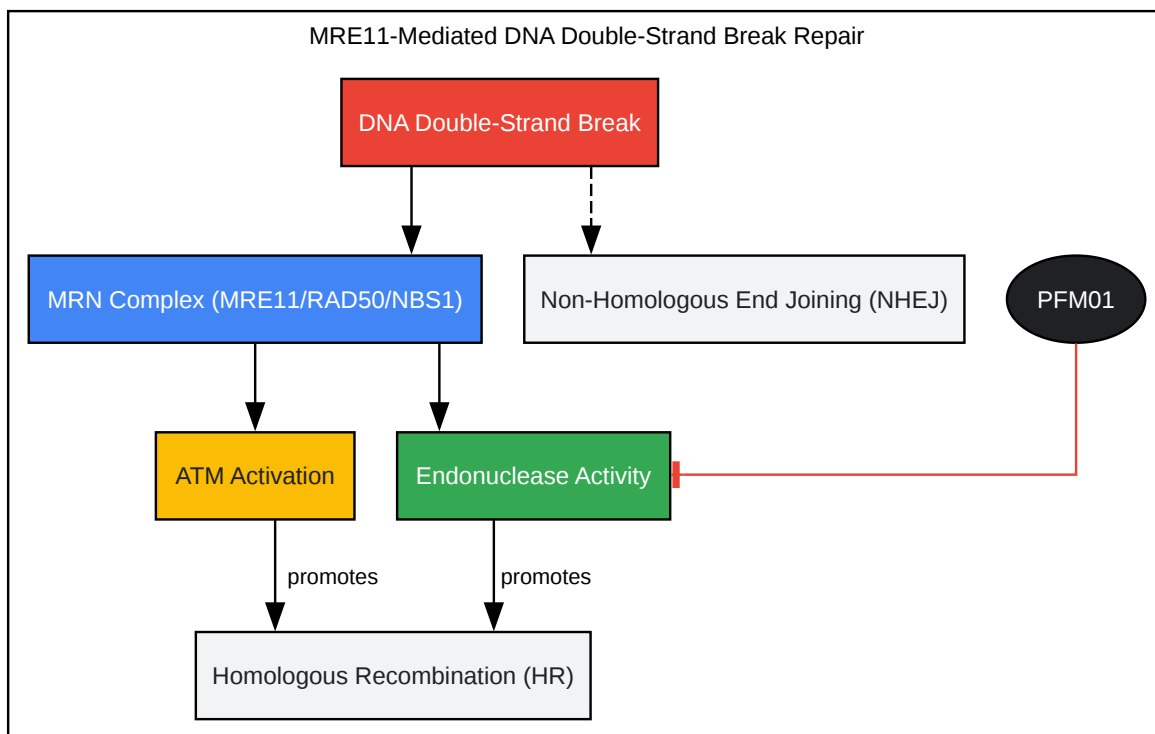 MRE11-Mediated DNA Double-Strand Break Repair
DNA Double-Strand Break
MRN Complex (MRE11/RAD50/NBS1)
Non-Homologous End Joining (NHEJ)
PFM01
ATM Activation
Endonuclease Activity
promotes
promotes
Homologous Recombination (HR)